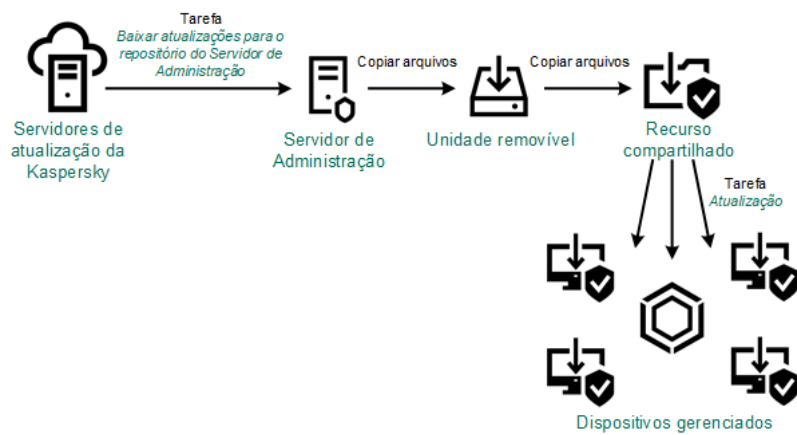 Tarefa
Baixar atualizações para o
repositório do Servidor de
Administração
Servidores de
atualização da
Kaspersky
Copiar arquivos
Servidor de
Administração
Copiar arquivos
Unidade removível
Recurso
compartilhado
Tarefa
Atualização
Dispositivos gerenciados